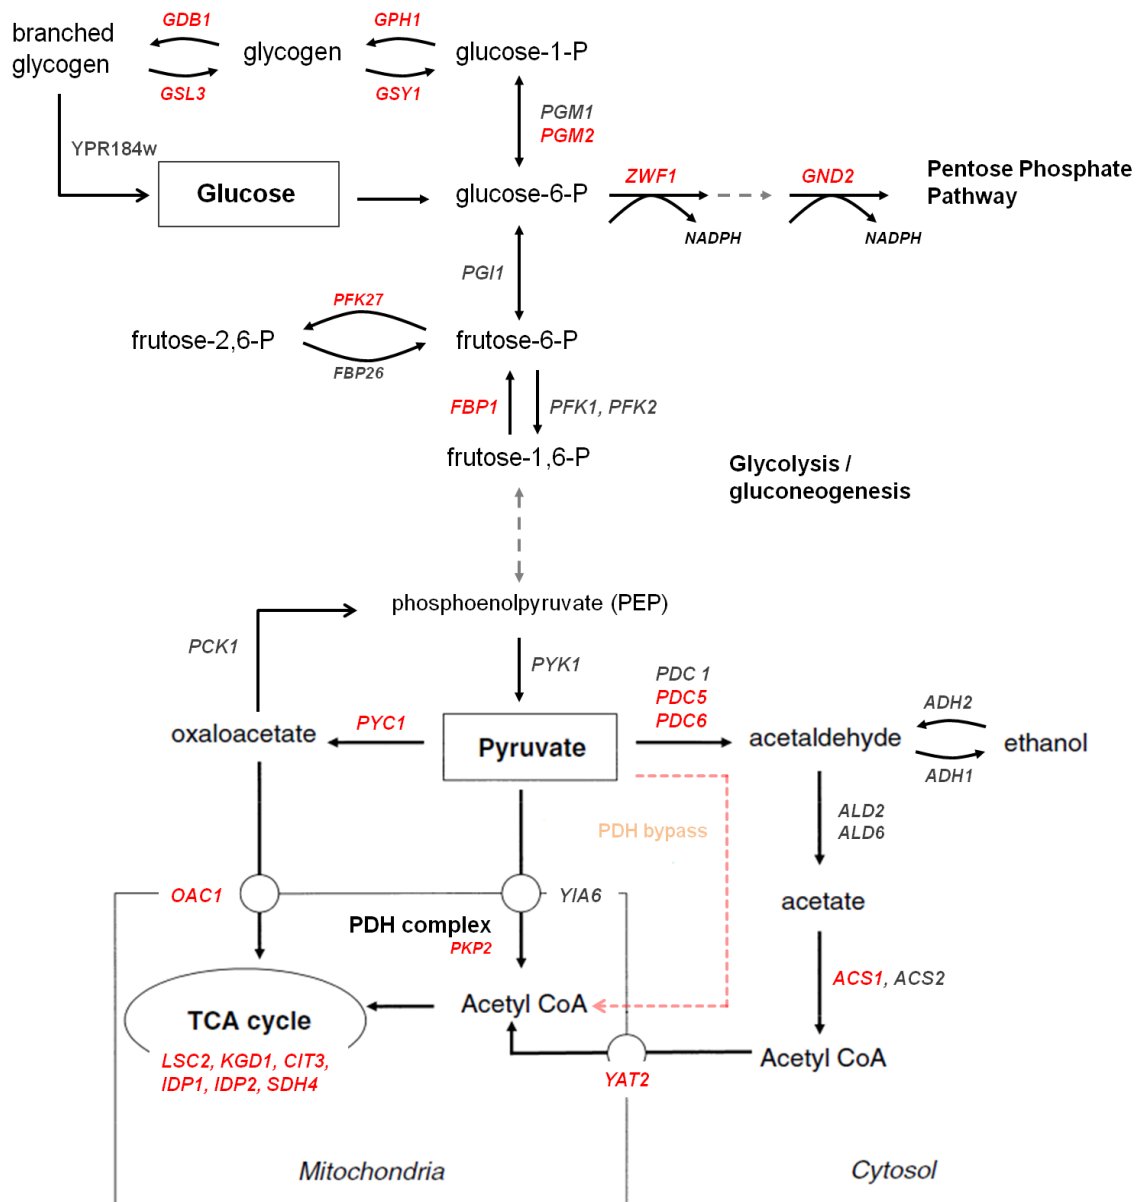 branched
glycogen
GDB1
GSL3
glycogen
GPH1
GSY1
glucose-1-P
PGM1
PGM2
YPR184w
Glucose
glucose-6-P
ZWF1
NADPH
GND2
NADPH
Pentose Phosphate
Pathway
PGI1
frutose-2,6-P
PFK27
FBP26
frutose-6-P
FBP1
PFK1, PFK2
frutose-1,6-P
Glycolysis /
gluconeogenesis
phosphoenolpyruvate (PEP)
PCK1
PYK1
PDC 1
PDC5
PDC6
oxaloacetate
PYC1
Pyruvate
acetaldehyde
ADH2
ADH1
ethanol
PDH bypass
ALD2
ALD6
OAC1
YIA6
acetate
PDH complex
PKP2
ACS1, ACS2
Acetyl CoA
TCA cycle
LSC2, KGD1, CIT3,
IDP1, IDP2, SDH4
YAT2
Acetyl CoA
Mitochondria
Cytosol